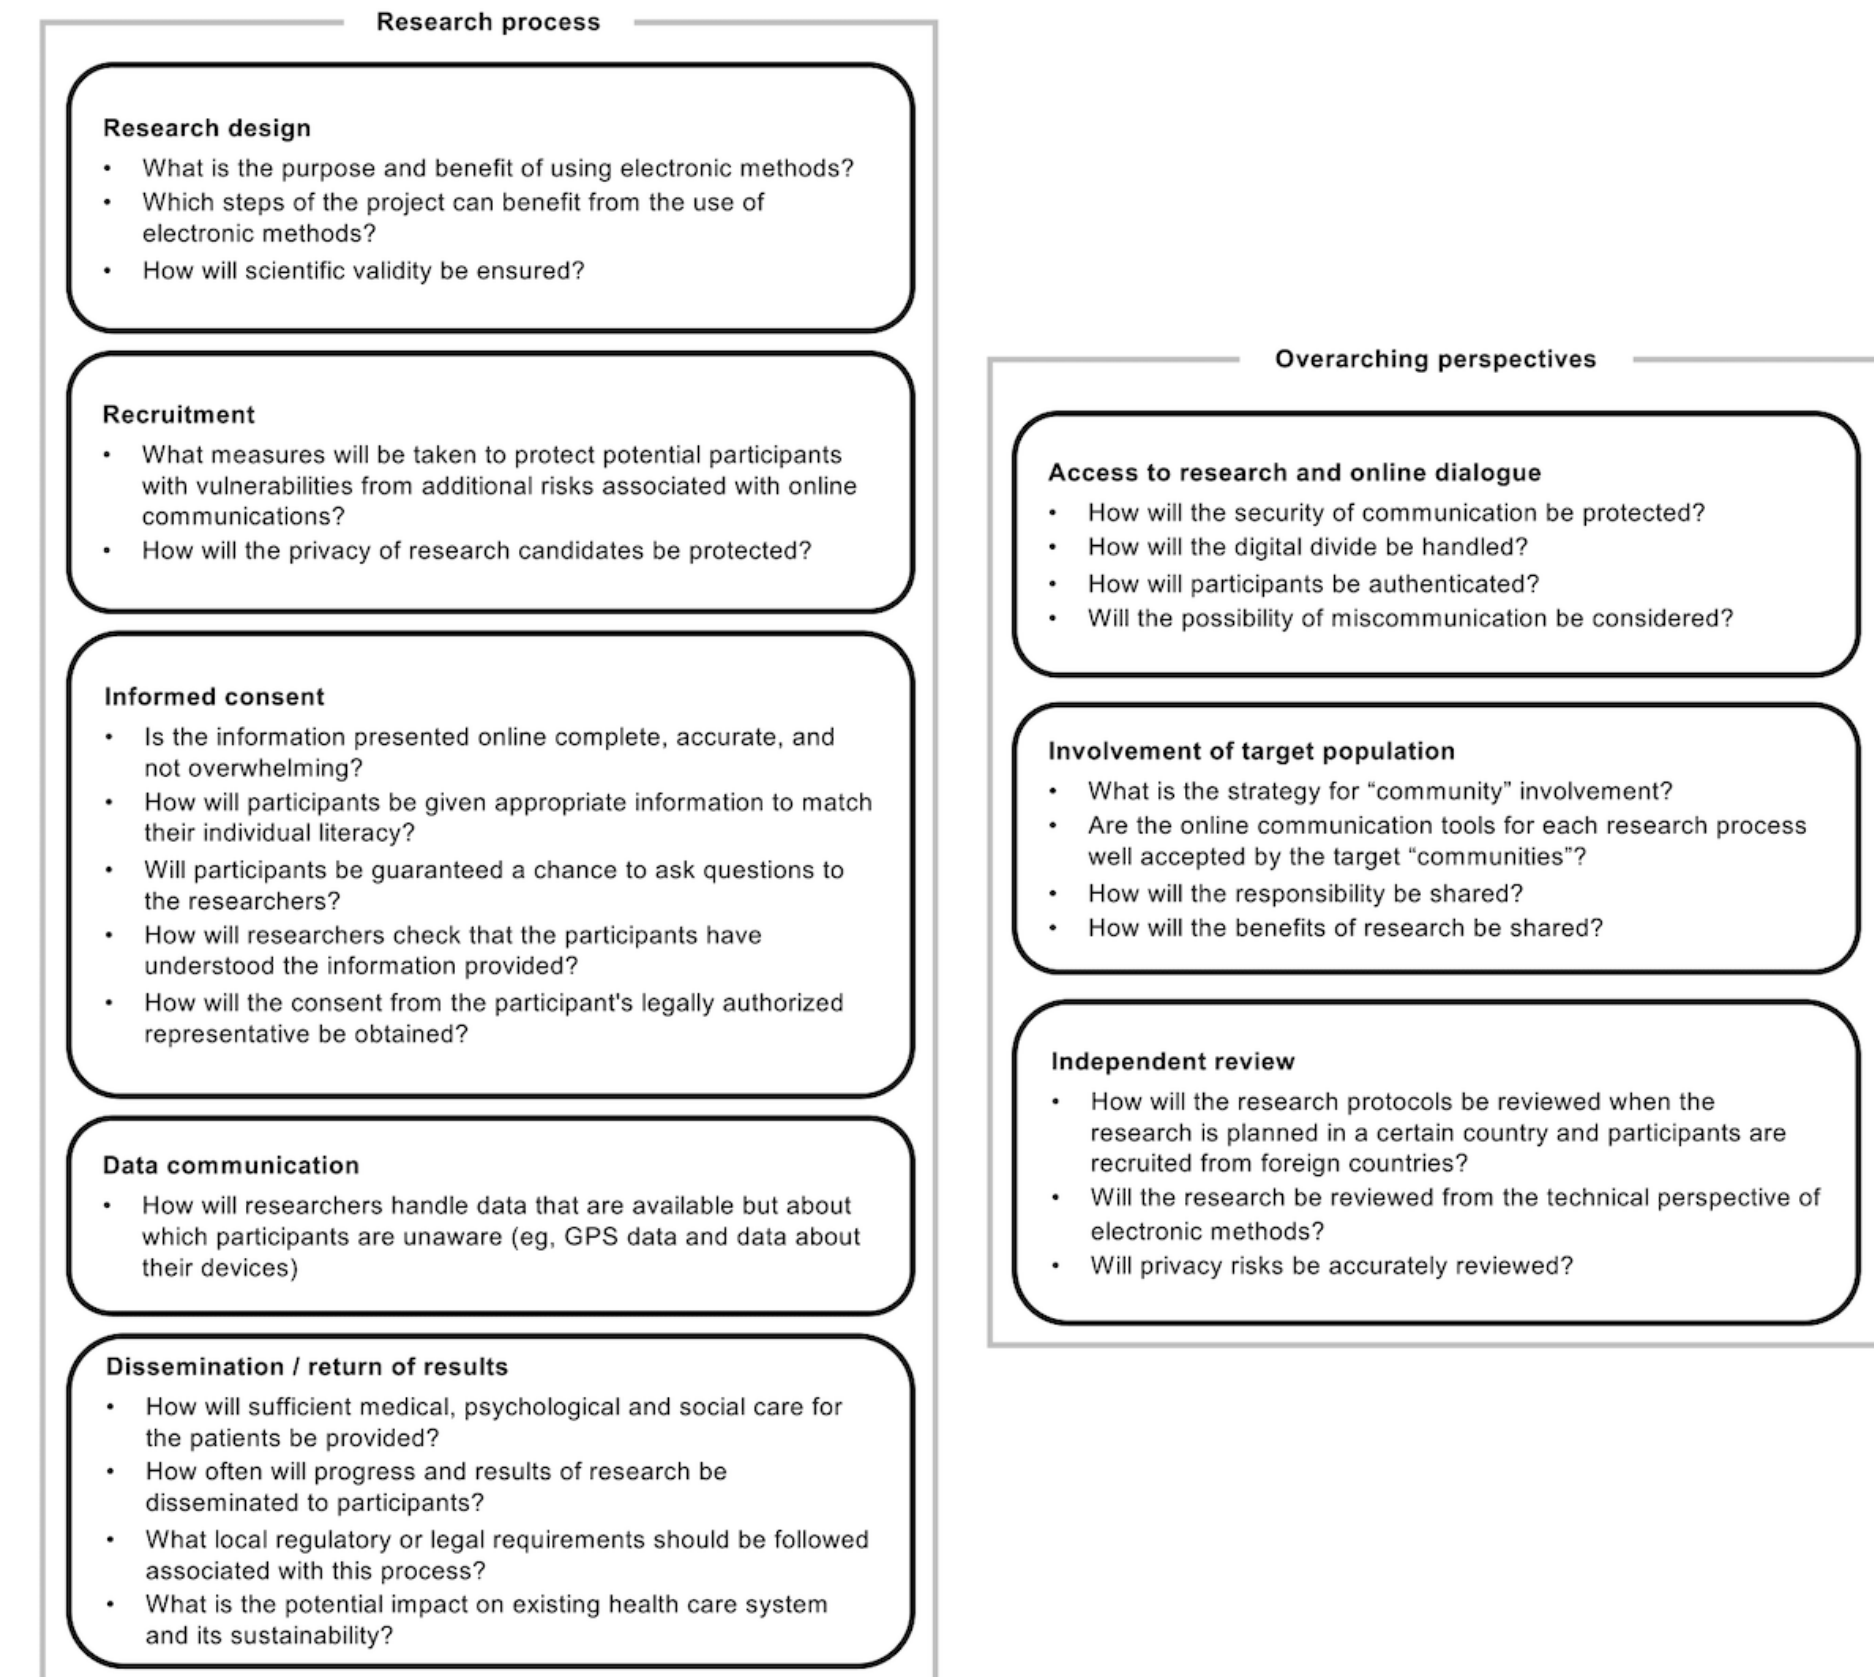 Research process
Research design
• What is the purpose and benefit of using electronic methods?
• Which steps of the project can benefit from the use of
electronic methods?
• How will scientific validity be ensured?
Recruitment
• What measures will be taken to protect potential participants
with vulnerabilities from additional risks associated with online
communications?
• How will the privacy of research candidates be protected?
Informed consent
• Is the information presented online complete, accurate, and
not overwhelming?
• How will participants be given appropriate information to match
their individual literacy?
• Will participants be guaranteed a chance to ask questions to
the researchers?
• How will researchers check that the participants have
understood the information provided?
• How will the consent from the participant's legally authorized
representative be obtained?
Data communication
• How will researchers handle data that are available but about
which participants are unaware (eg, GPS data and data about
their devices)
Dissemination / return of results
• How will sufficient medical, psychological and social care for
the patients be provided?
• How often will progress and results of research be
disseminated to participants?
• What local regulatory or legal requirements should be followed
associated with this process?
• What is the potential impact on existing health care system
and its sustainability?
Overarching perspectives
Access to research and online dialogue
• How will the security of communication be protected?
• How will the digital divide be handled?
• How will participants be authenticated?
• Will the possibility of miscommunication be considered?
Involvement of target population
• What is the strategy for “community” involvement?
• Are the online communication tools for each research process
well accepted by the target “communities”?
• How will the responsibility be shared?
• How will the benefits of research be shared?
Independent review
• How will the research protocols be reviewed when the
research is planned in a certain country and participants are
recruited from foreign countries?
• Will the research be reviewed from the technical perspective of
electronic methods?
• Will privacy risks be accurately reviewed?